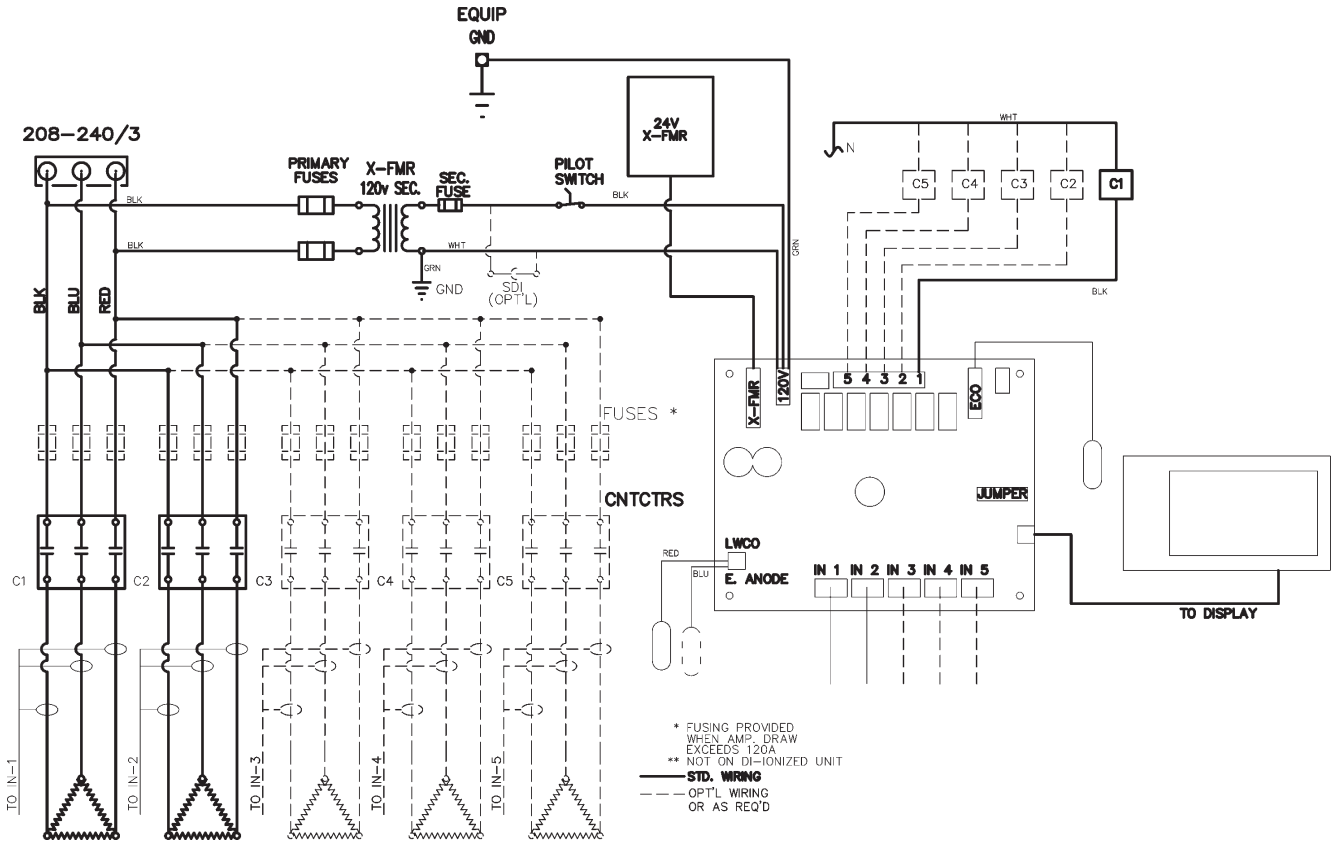 EQUIP
GND
208-240/3
24V
X-FMR
WHT
N
PRIMARY
FUSES
X-FMR
120v SEC.
SEC.
FUSE
PILOT
SWITCH
C5
C4
C3
C2
C1
BLK
BLK
BLK
WHT
GRN
GND
SDI
(OPT'L)
GRN
BLK
BLK
BLU
RED
X-FMR
120V
5 4 3 2 1
ECO
FUSES *
CNTCTRS
JUMPER
C1
C2
C3
C4
C5
RED
BLU
LWCO
E. ANODE
IN 1
IN 2
IN 3
IN 4
IN 5
TO DISPLAY
TO IN-1
TO IN-2
TO IN-3
TO IN-4
TO IN-5
* FUSING PROVIDED
WHEN AMP. DRAW
EXCEEDS 120A
** NOT ON DI-IONIZED UNIT
STD. WIRING
OPT'L WIRING
OR AS REQ'D